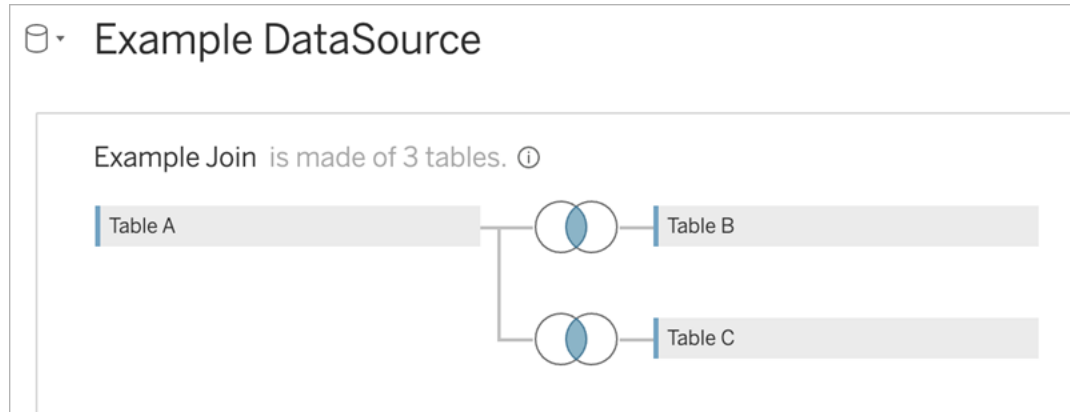 Example DataSource
Example Join is made of 3 tables.
Table A
Table B
Table C